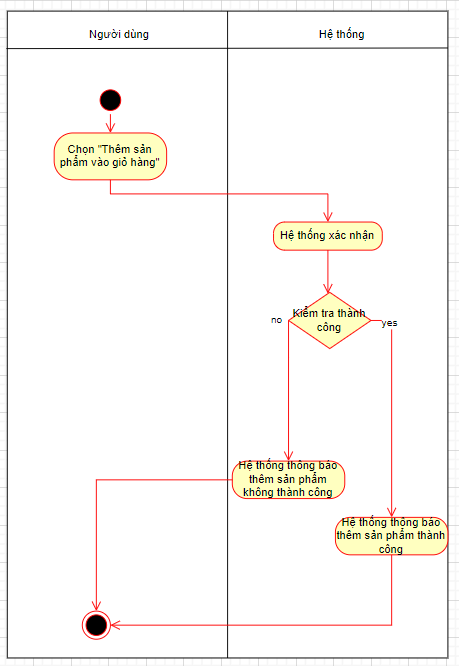 Người dùng
Hệ thống
Chọn "Thêm sản
phẩm vào giỏ hàng"
Hệ thống xác nhận
Kiểm tra thành
công
no
yes
Hệ thống thông báo
thêm sản phẩm
không thành công
Hệ thống thông báo
thêm sản phẩm thành
công